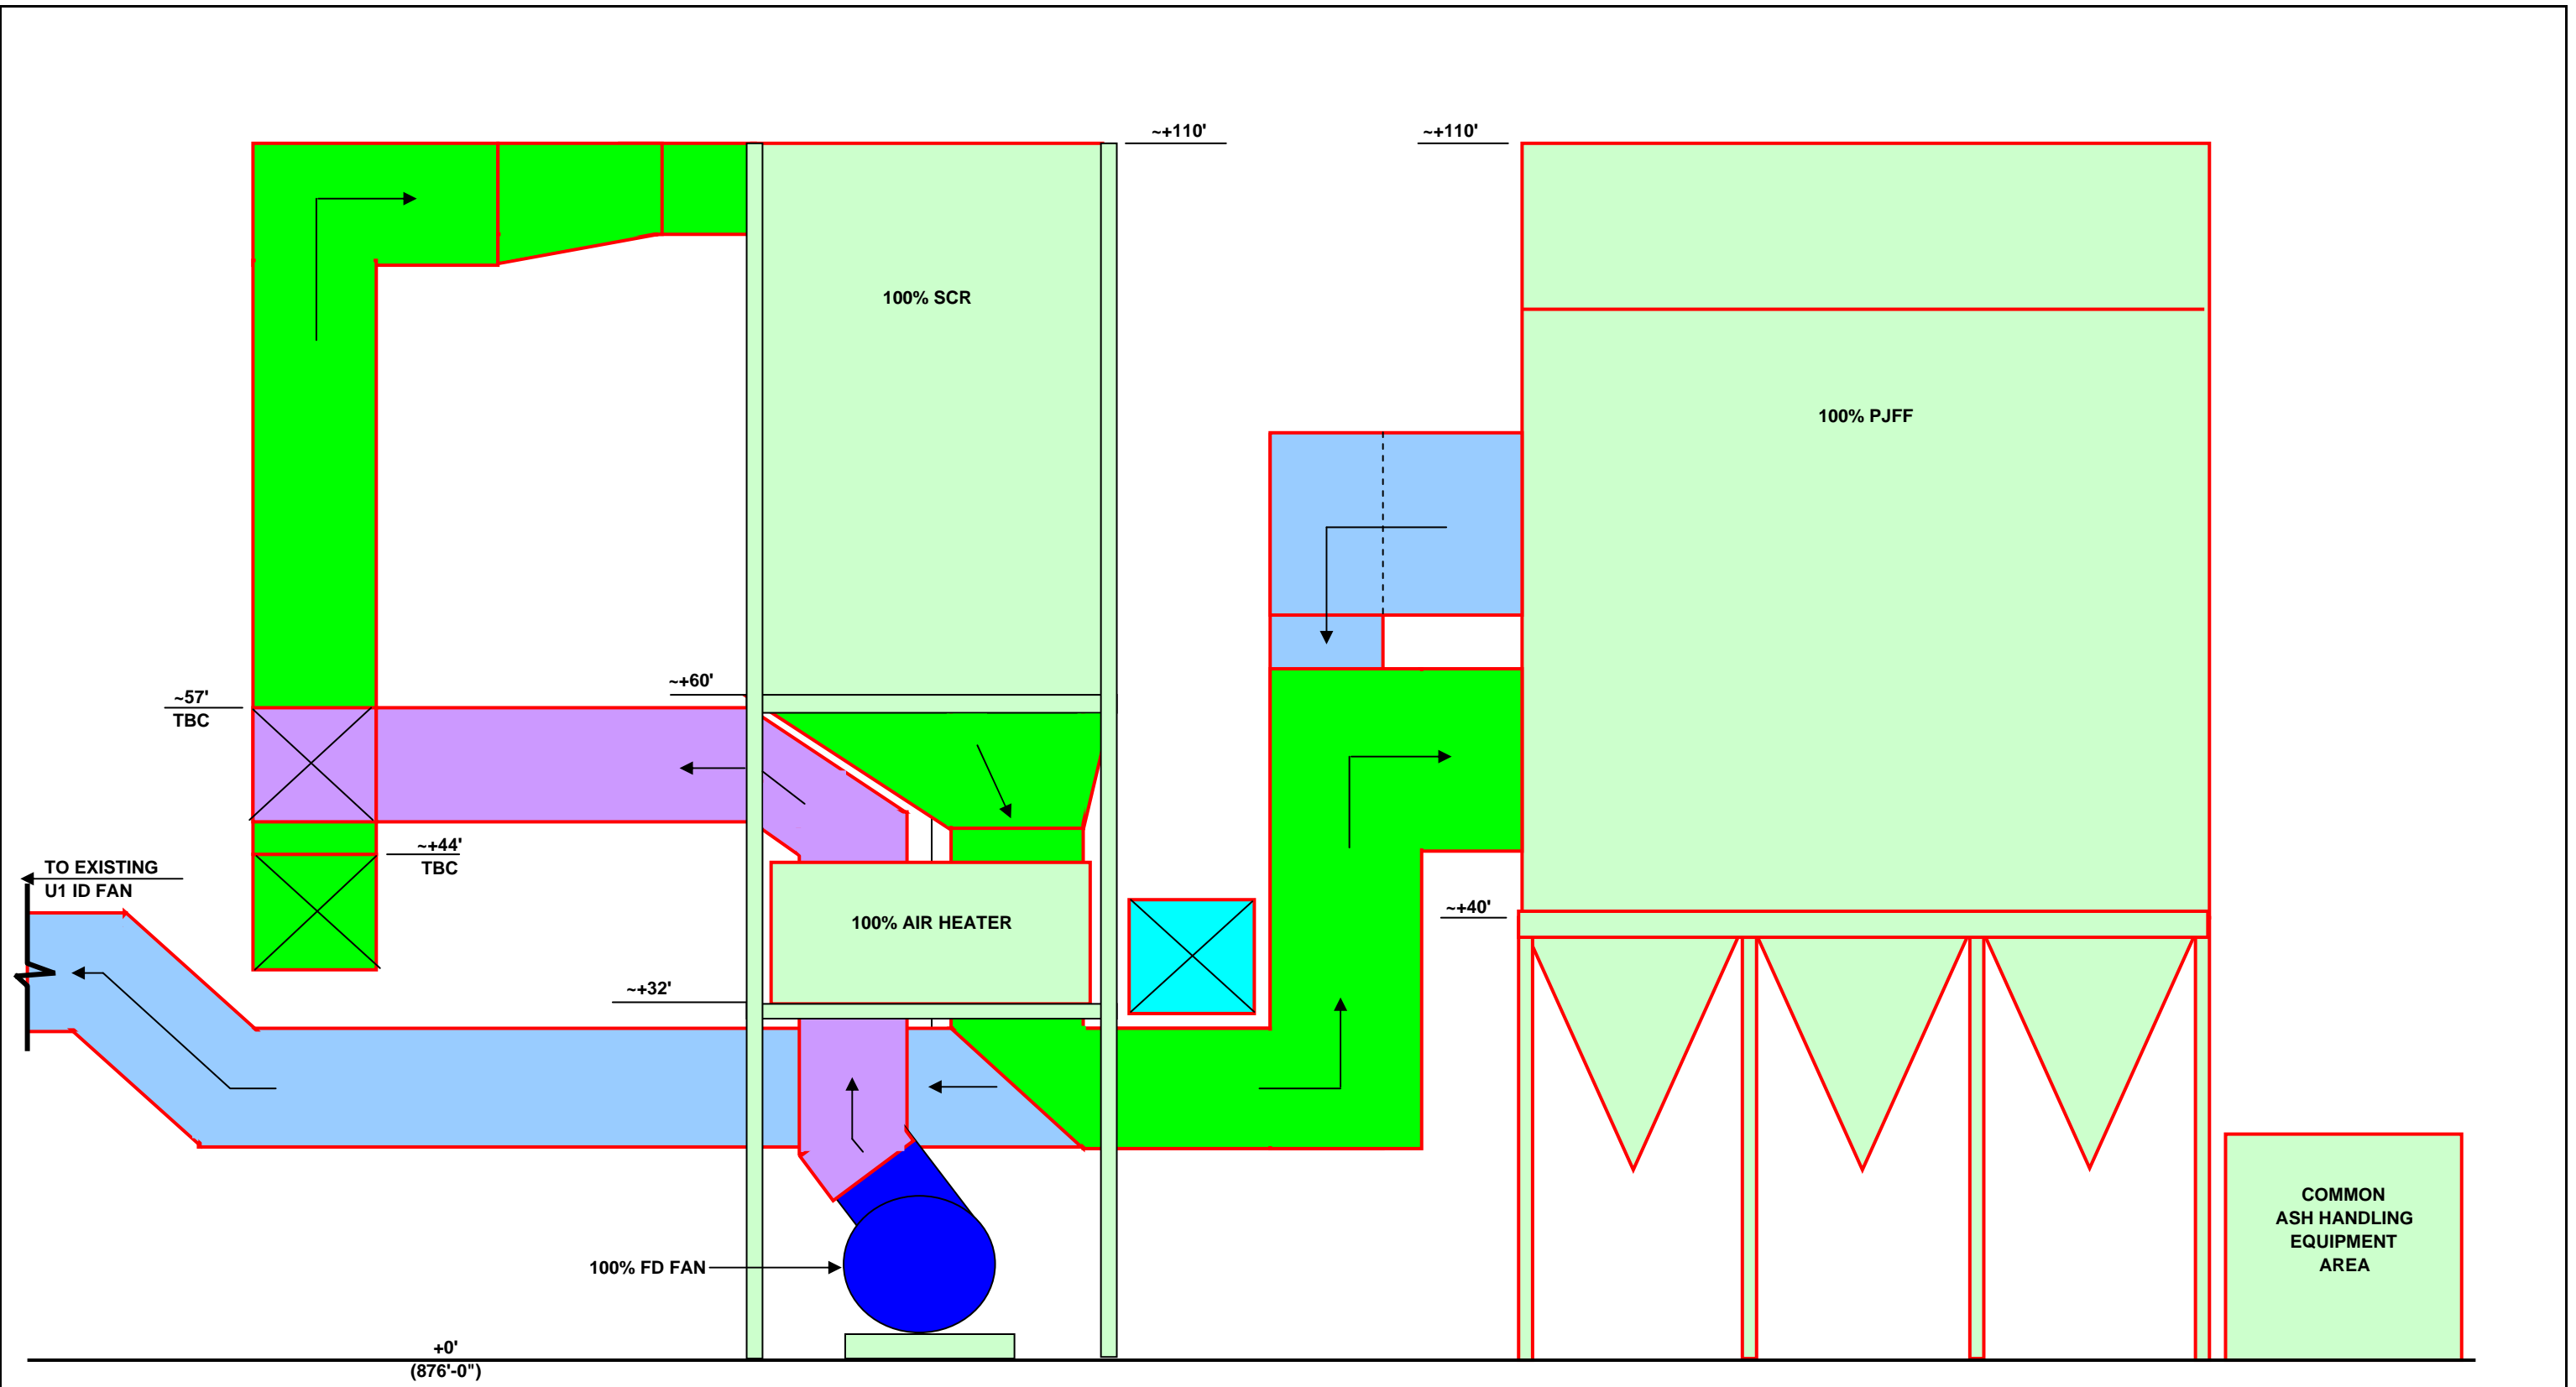 ~+110'
~+110'
100% SCR
100% PJFF
~+60'
~57'
TBC
~+44'
TBC
TO EXISTING
U1 ID FAN
100% AIR HEATER
~+40'
~+32'
COMMON
ASH HANDLING
EQUIPMENT
AREA
100% FD FAN
+0'
(876'-0")